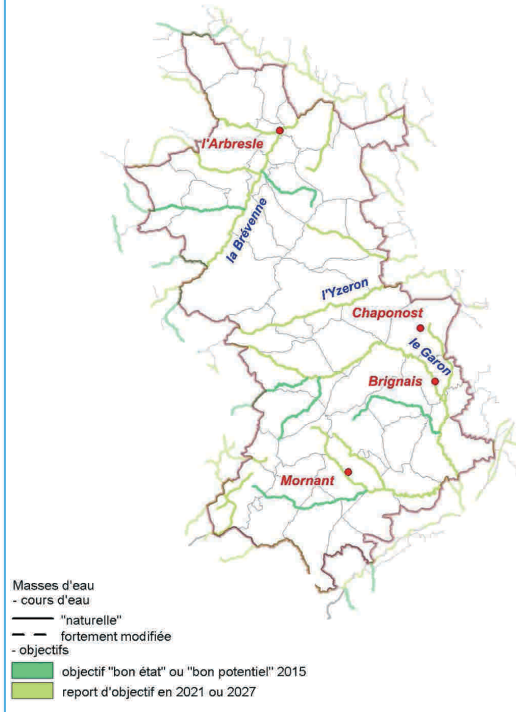 l'Arbresle
la Brévenne
l'Yzeron
Chaponost
le Garon
Brignais
Mornant
Masses d'eau
- cours d'eau
"naturelle"
fortement modifiée
- objectifs
objectif "bon état" ou "bon potentiel" 2015
report d'objectif en 2021 ou 2027